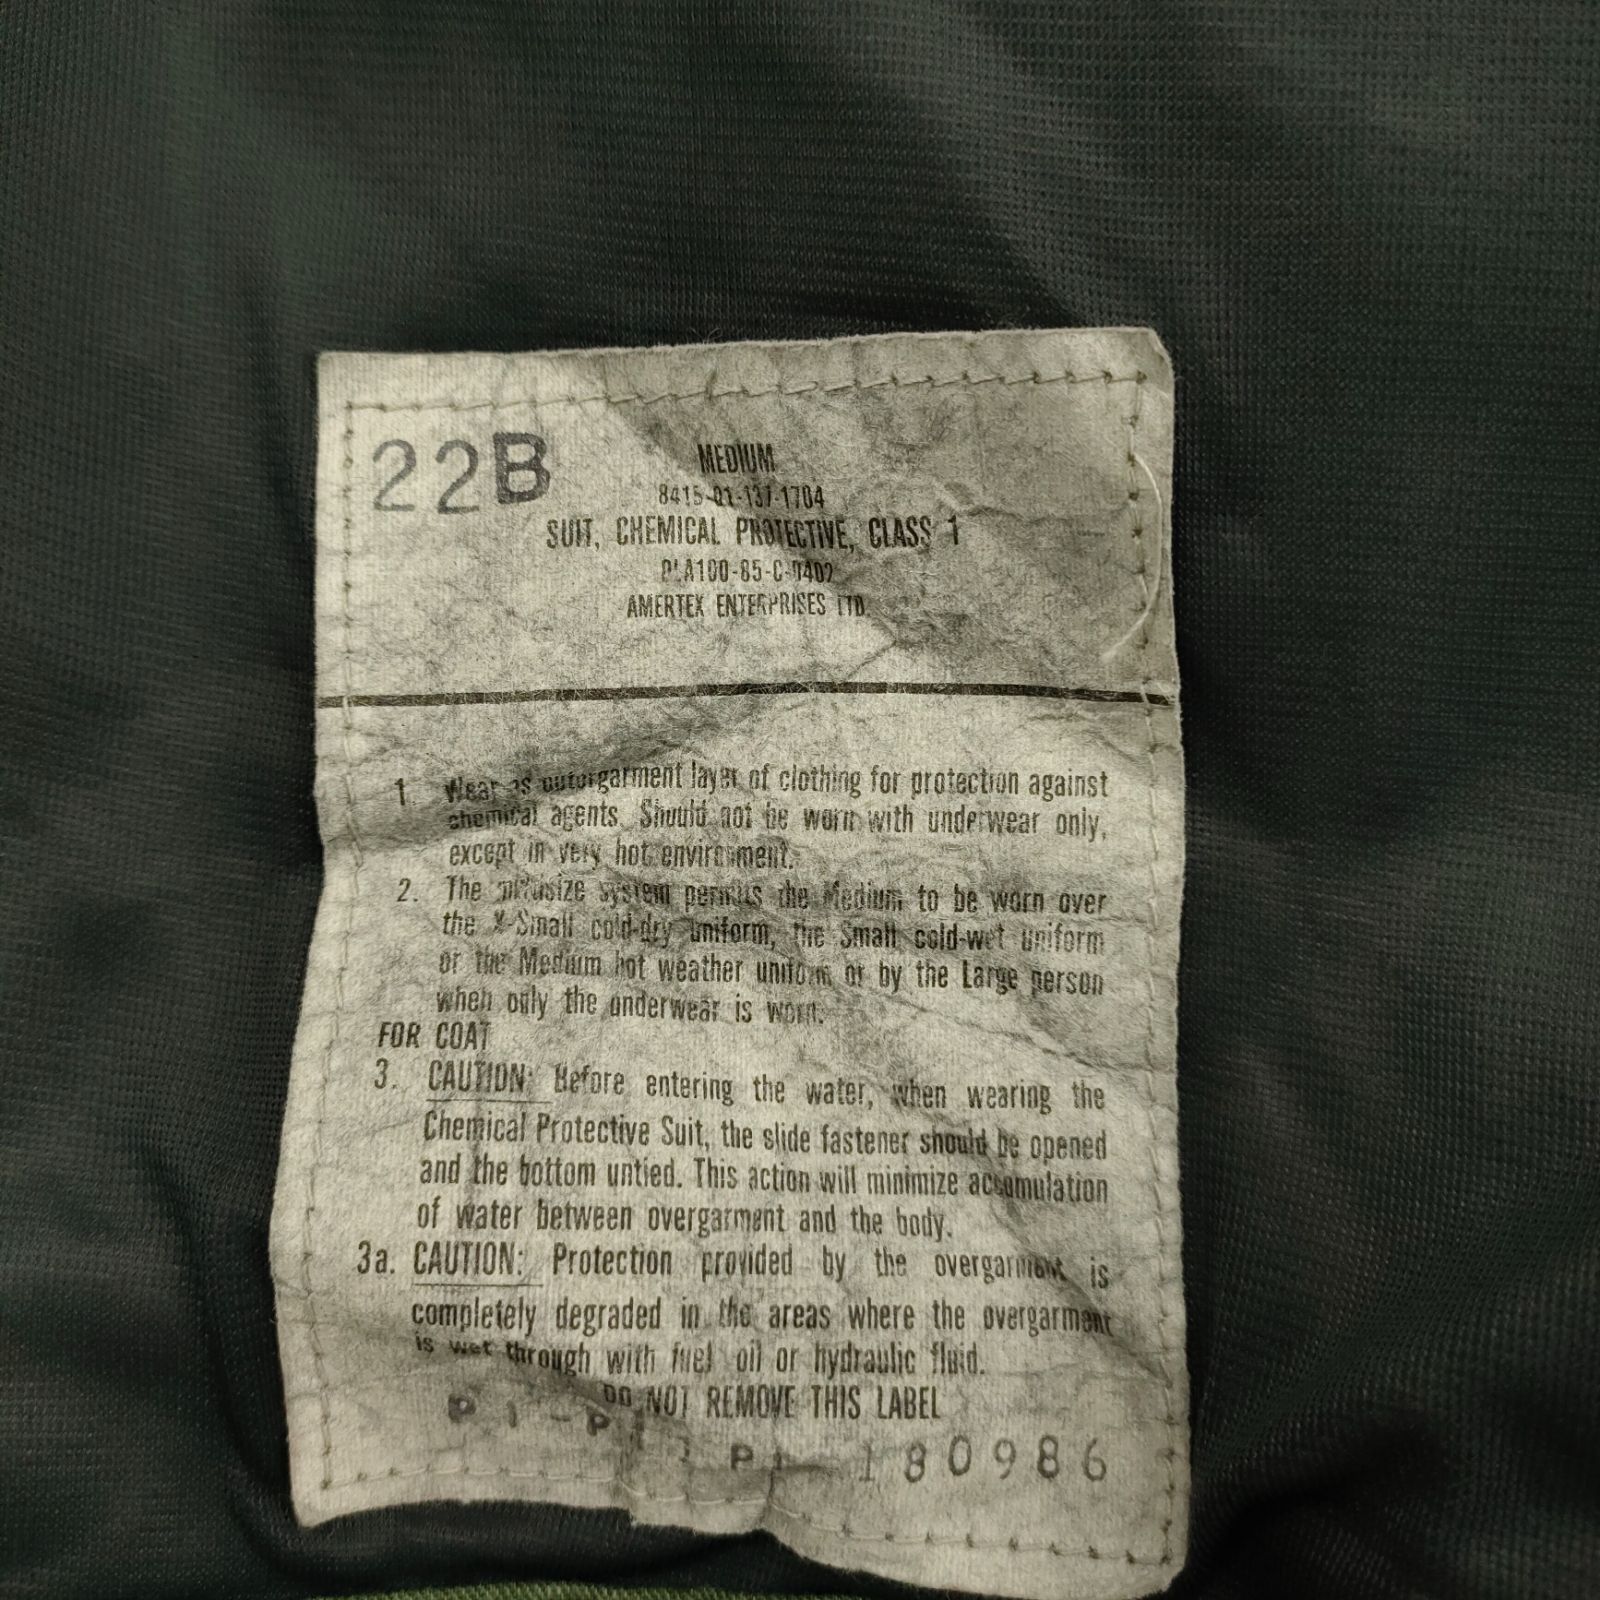 22B
MEDIUM
8415-01-137-1704
SUIT, CHEMICAL PROTECTIVE, CLASS 1
DLA100-85-C-0402
AMERTEX ENTERPRISES LTD.
1. Wear as outergarment layer of clothing for protection against
chemical agents. Should not be worn with underwear only,
except in very hot environment.
2. The multisize system permits the Medium to be worn over
the X-Small cold-dry uniform, the Small cold-wet uniform
or the Medium hot weather uniform or by the Large person
when only the underwear is worn.
FOR COAT
3. CAUTION: Before entering the water, when wearing the
Chemical Protective Suit, the slide fastener should be opened
and the bottom untied. This action will minimize accumulation
of water between overgarment and the body.
3a. CAUTION: Protection provided by the overgarment is
completely degraded in the areas where the overgarment
is wet through with fuel oil or hydraulic fluid.
DO NOT REMOVE THIS LABEL
180986